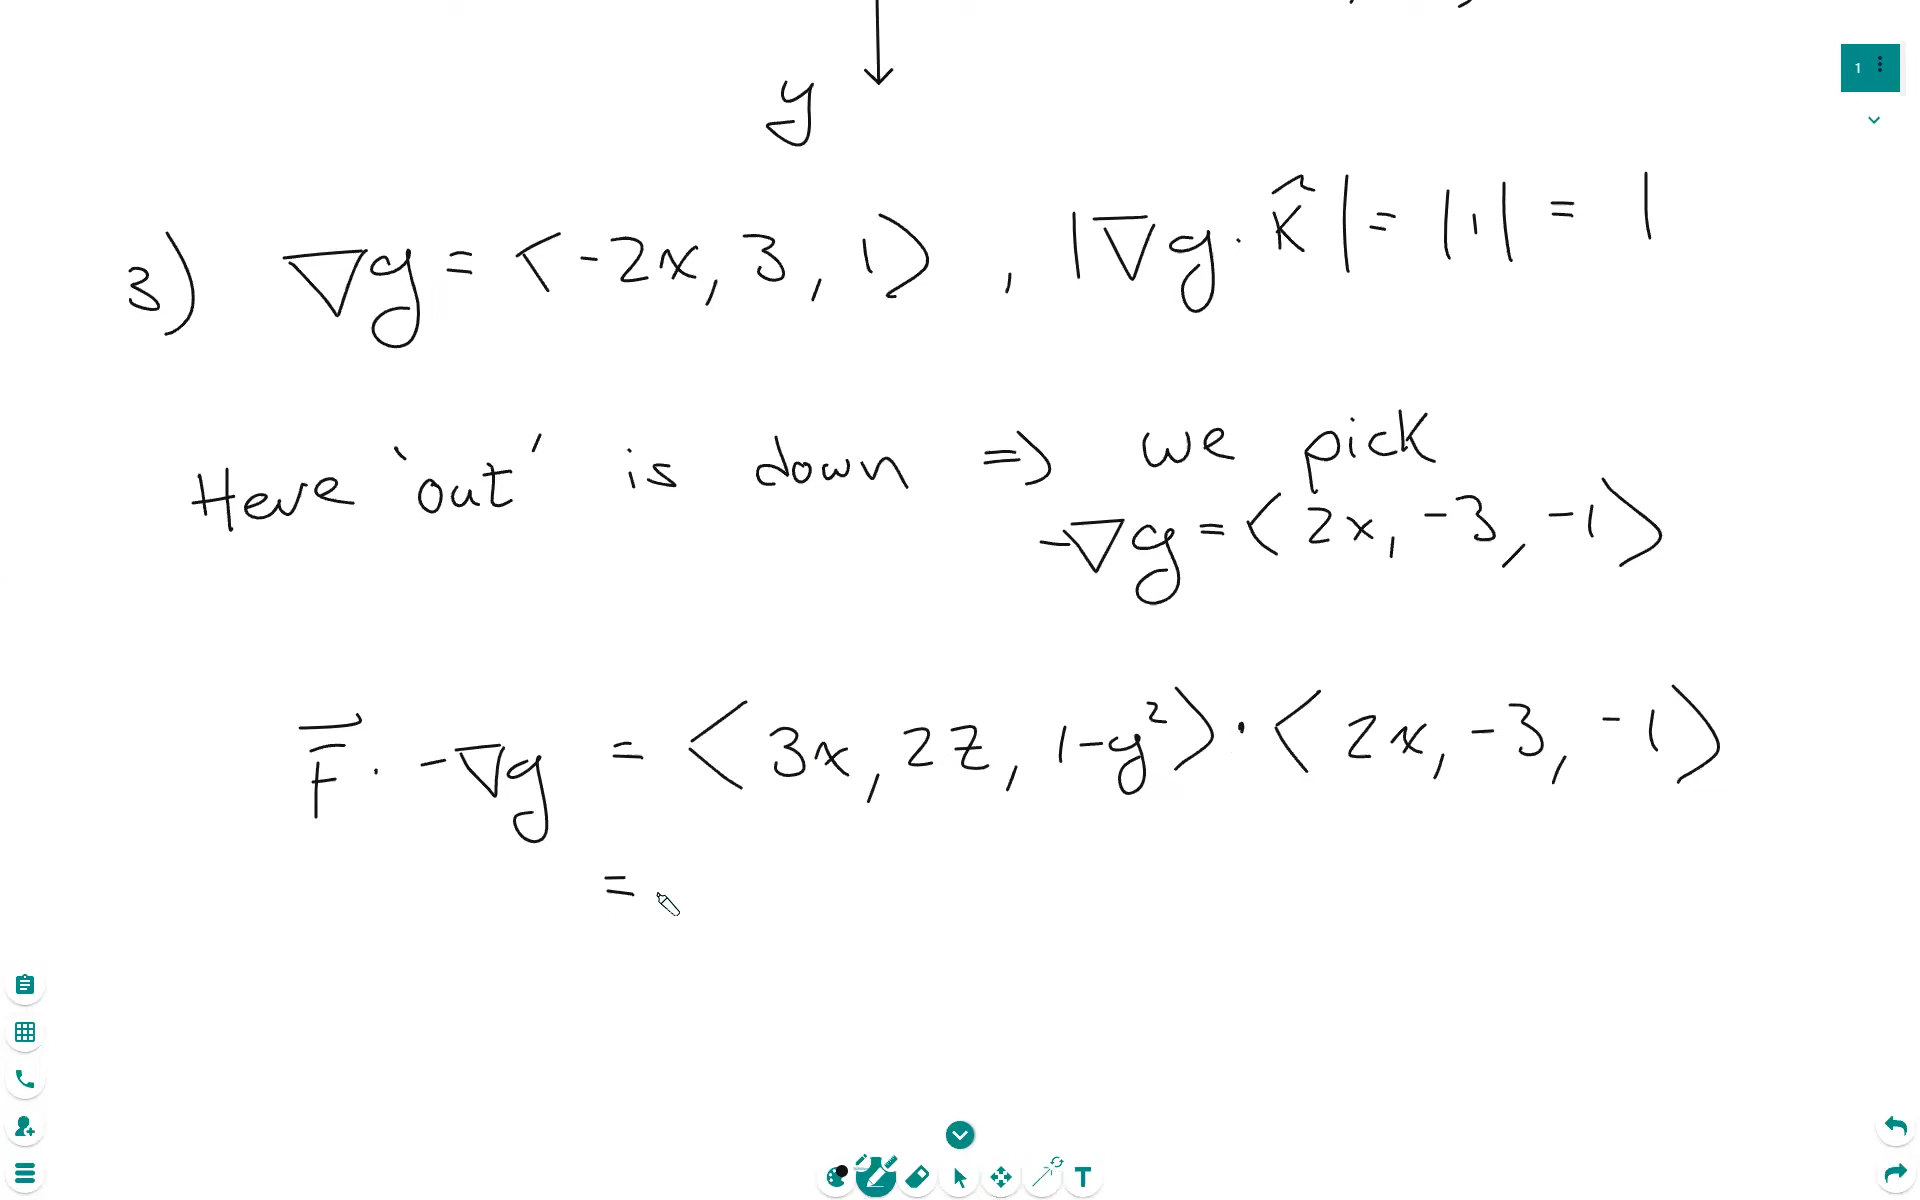 y
1
3) ∇g = ⟨-2x, 3, 1⟩ , |∇g · k̂| = |1| = 1
Here 'out' is down ⇒ we pick
-∇g = ⟨2x, -3, -1⟩
F⃗ · -∇g = ⟨3x, 2z, 1-y²⟩ · ⟨2x, -3, -1⟩
=
T